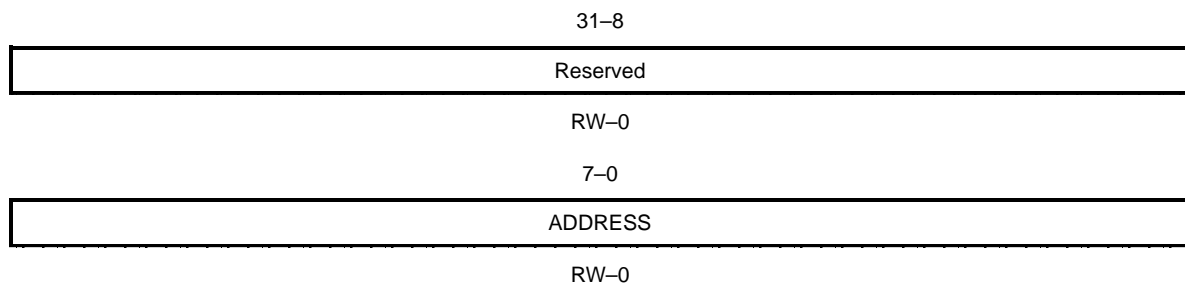 31–8
Reserved
RW–0
7–0
ADDRESS
RW–0